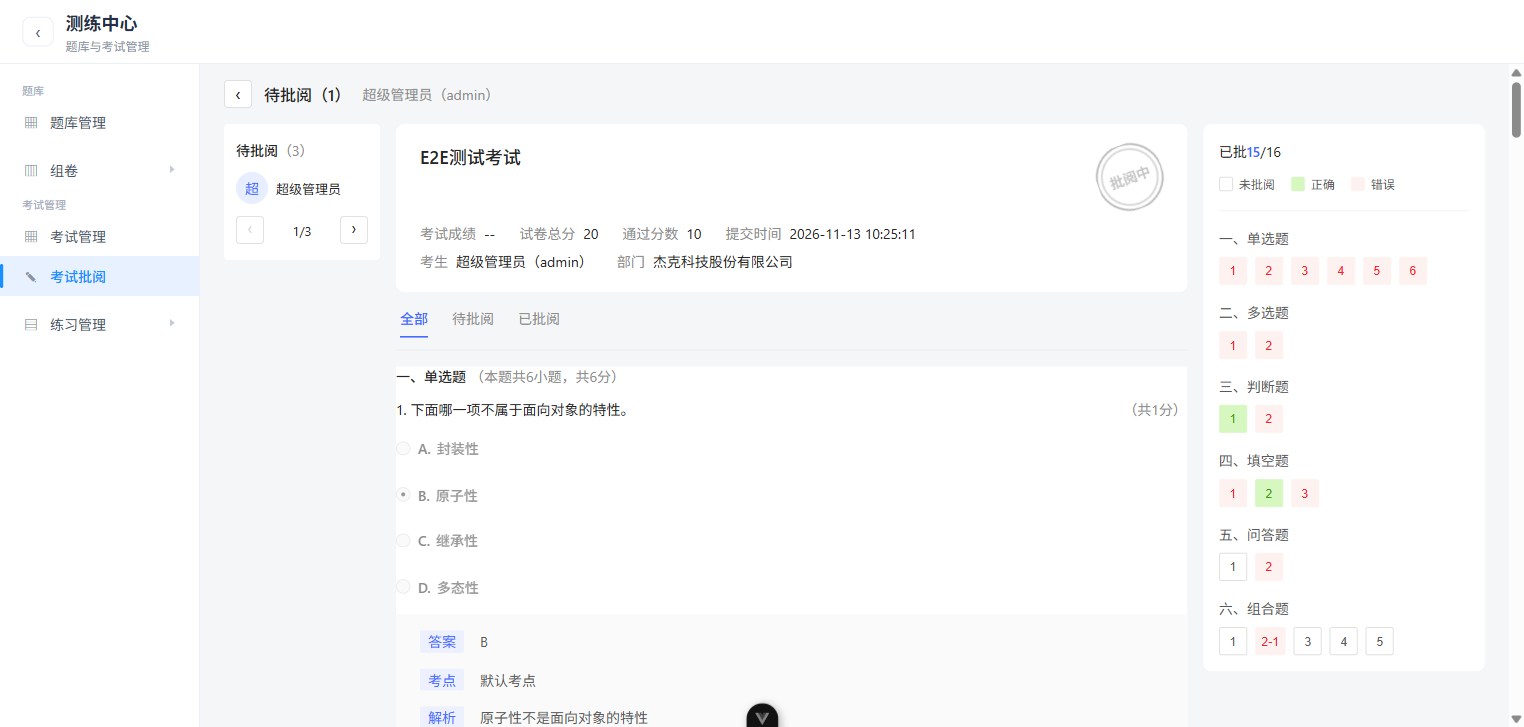 ‹
测练中心
题库与考试管理
题库
题库管理
组卷
考试管理
考试管理
考试批阅
练习管理
‹ 待批阅（1） 超级管理员（admin）
待批阅（3）
超 超级管理员
‹ 1/3 ›
E2E测试考试
批阅中
考试成绩 -- 试卷总分 20 通过分数 10 提交时间 2026-11-13 10:25:11
考生 超级管理员（admin） 部门 杰克科技股份有限公司
全部 待批阅 已批阅
一、单选题 （本题共6小题，共6分）
1. 下面哪一项不属于面向对象的特性。 （共1分）
A. 封装性
B. 原子性
C. 继承性
D. 多态性
答案 B
考点 默认考点
解析 原子性不是面向对象的特性
已批15/16
未批阅 正确 错误
一、单选题
1 2 3 4 5 6
二、多选题
1 2
三、判断题
1 2
四、填空题
1 2 3
五、问答题
1 2
六、组合题
1 2-1 3 4 5